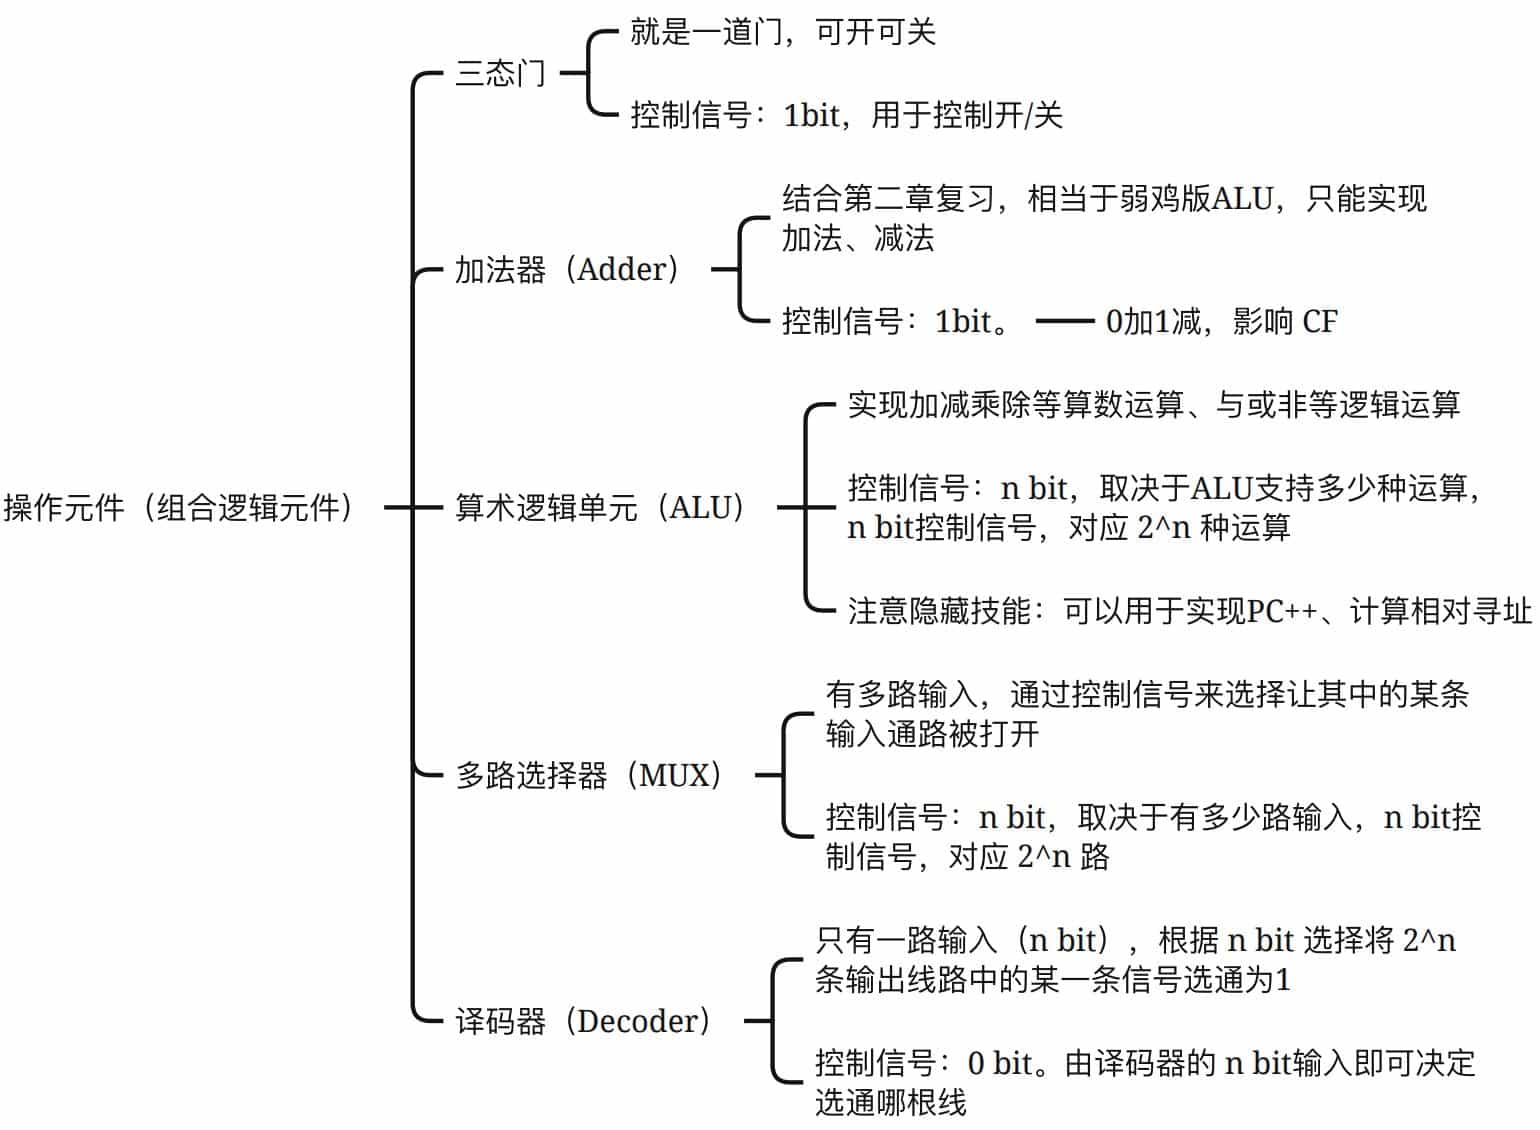 就是一道门，可开可关
三态门
控制信号：1bit，用于控制开/关
结合第二章复习，相当于弱鸡版ALU，只能实现
加法、减法
加法器（Adder）
控制信号：1bit。
0加1减，影响 CF
实现加减乘除等算数运算、与或非等逻辑运算
操作元件（组合逻辑元件）
算术逻辑单元（ALU）
控制信号：n bit，取决于ALU支持多少种运算，
n bit控制信号，对应 2^n 种运算
注意隐藏技能：可以用于实现PC++、计算相对寻址
有多路输入，通过控制信号来选择让其中的某条
输入通路被打开
多路选择器（MUX）
控制信号：n bit，取决于有多少路输入，n bit控
制信号，对应 2^n 路
只有一路输入（n bit），根据 n bit 选择将 2^n
条输出线路中的某一条信号选通为1
译码器（Decoder）
控制信号：0 bit。由译码器的 n bit输入即可决定
选通哪根线